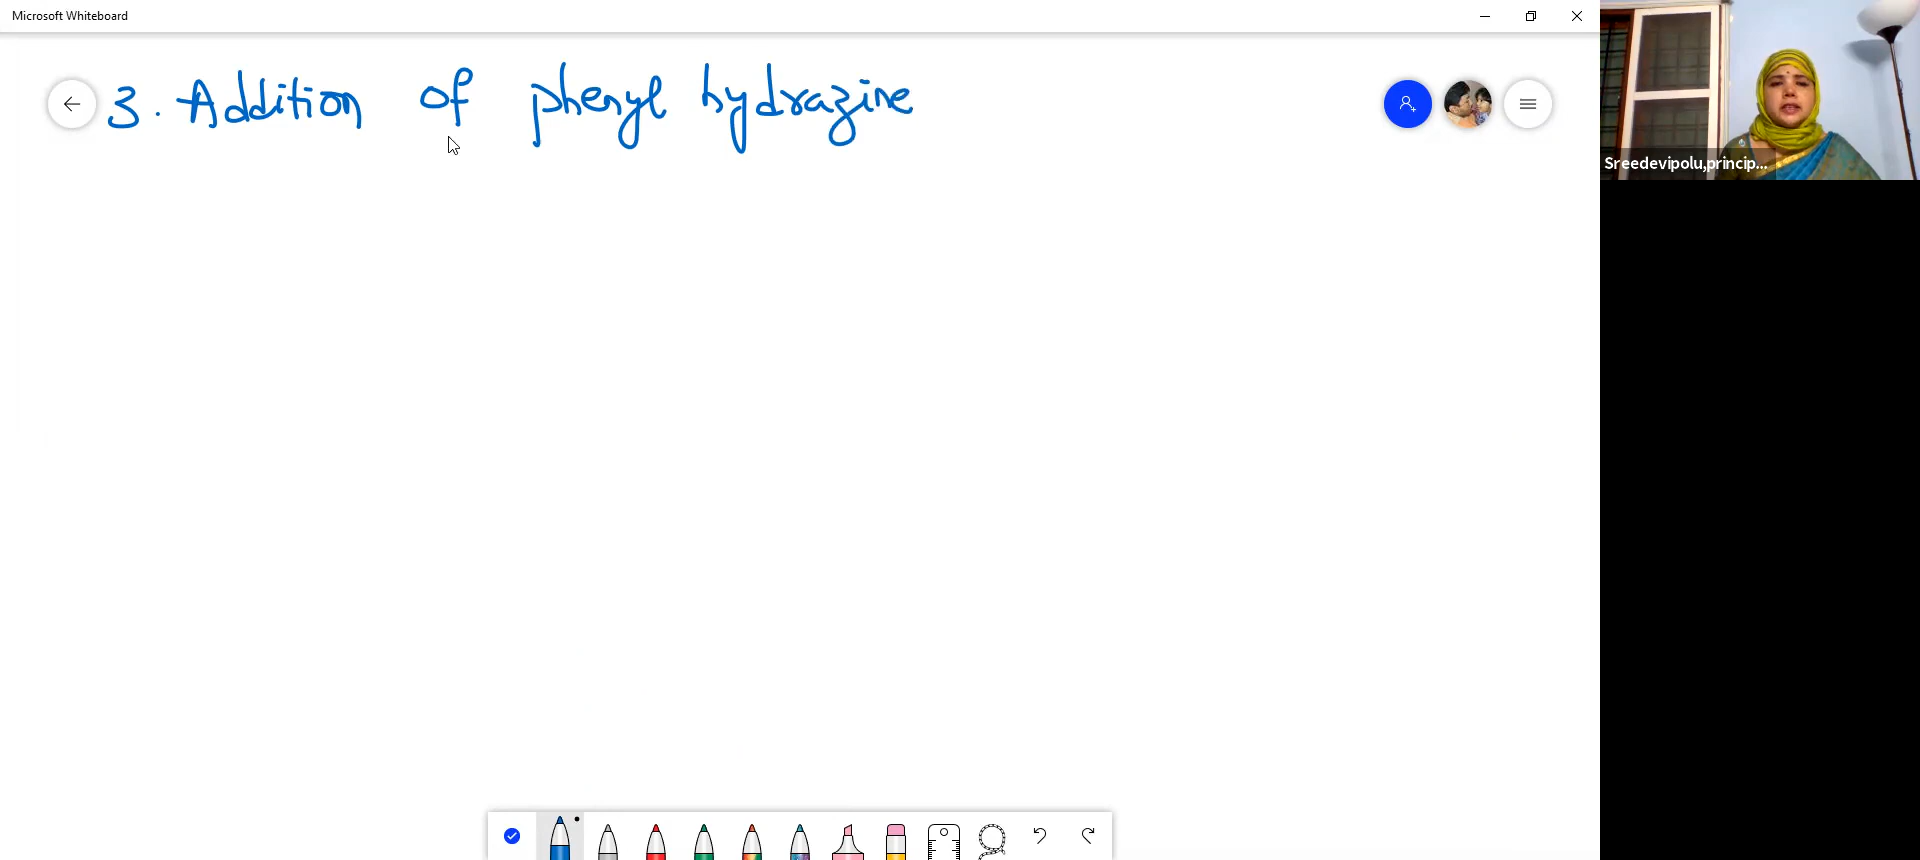 Microsoft Whiteboard
3. Addition of phenyl hydrazine
Sreedevipolu,princip...